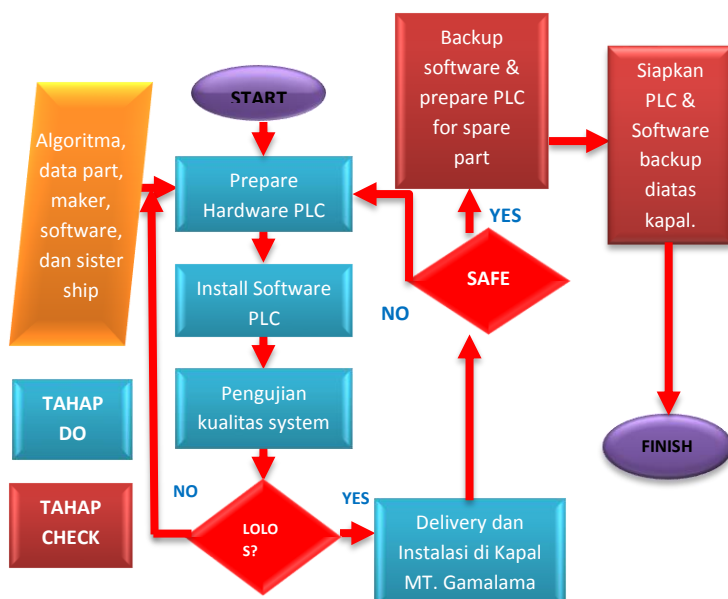 START
Algoritma,
data part,
maker,
software,
dan sister
ship
Prepare
Hardware PLC
Install Software
PLC
Pengujian
kualitas system
LOLO
S?
NO
YES
Delivery dan
Instalasi di Kapal
MT. Gamalama
SAFE
NO
YES
Backup
software &
prepare PLC
for spare
part
Siapkan
PLC &
Software
backup
diatas
kapal.
FINISH
TAHAP
DO
TAHAP
CHECK